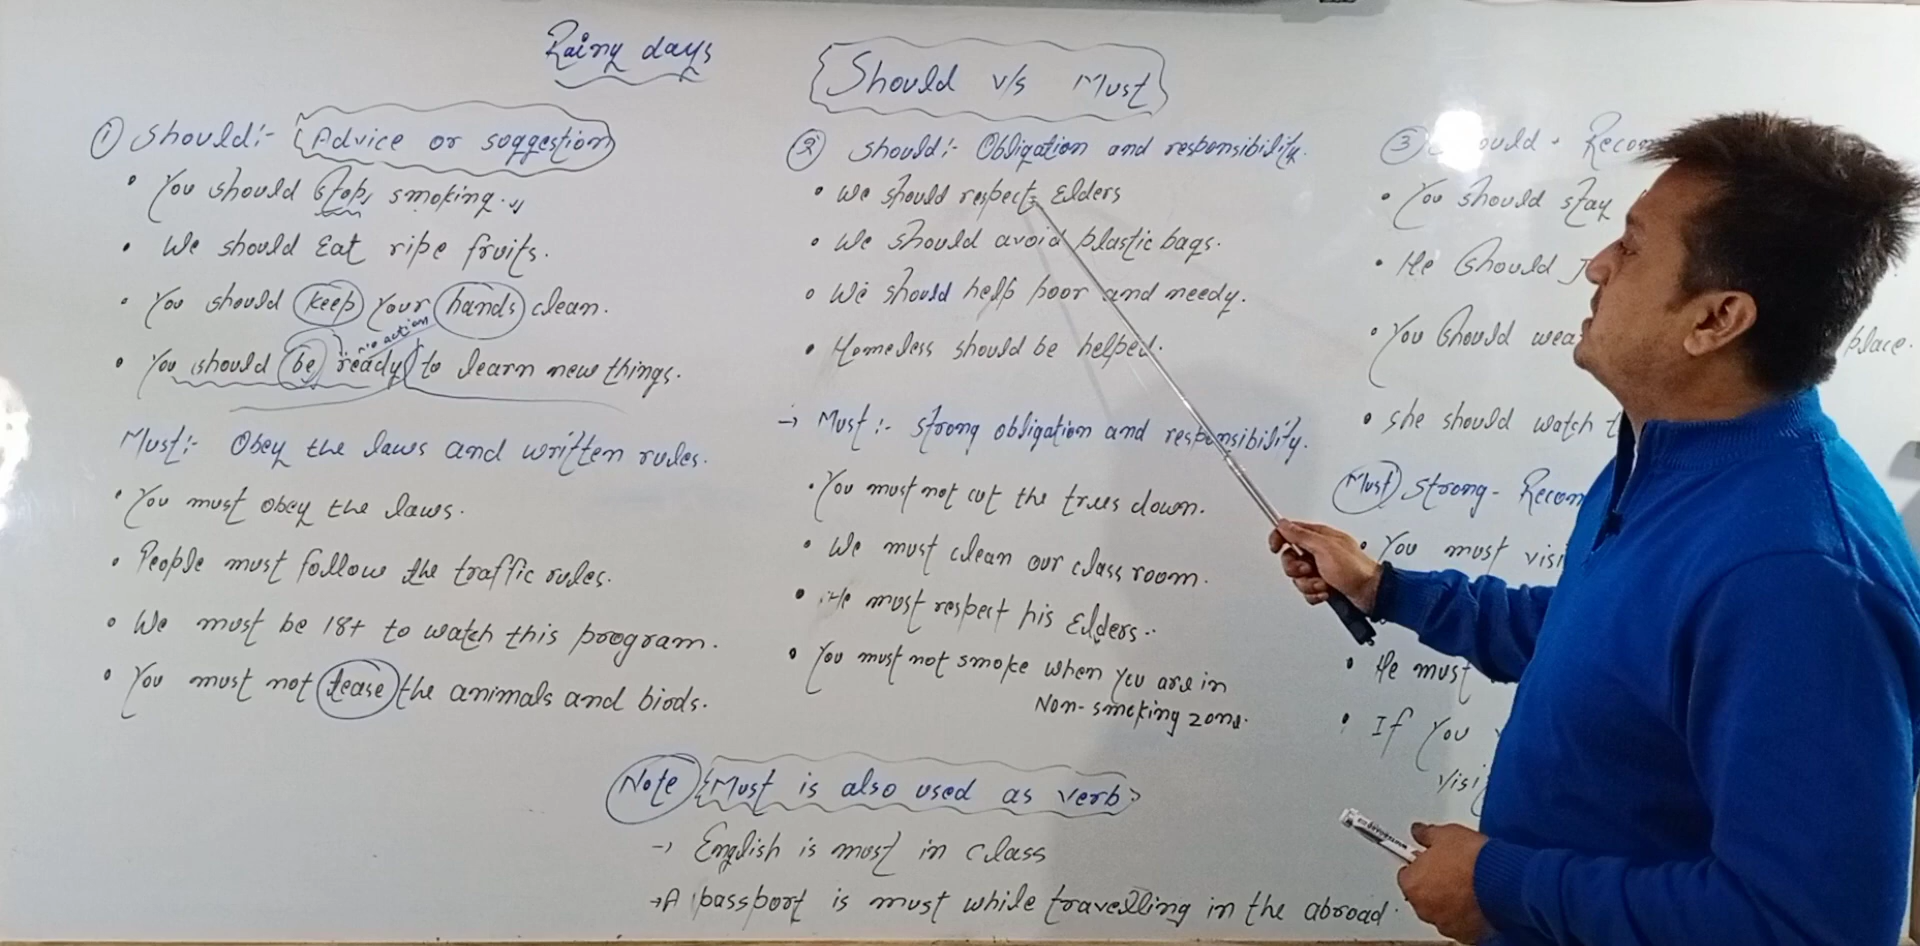 Rainy days
Should v/s Must
① Should:- Advice or soggestion
• You should stop smoking.
• We should Eat ripe fruits.
• You should keep your hands clean.
no action
• You should be ready to learn new things.
Must:- Obey the laws and written rules.
• You must obey the laws.
• People must follow the traffic rules.
• We must be 18+ to watch this program.
• You must not tease the animals and birds.
② should:- Obligation and responsibility.
• We should respect Elders
• We should avoid plastic bags.
• We should help poor and needy.
• Homeless should be helped.
→ Must:- strong obligation and responsibility.
• You must not cut the trees down.
• We must clean our class room.
• He must respect his Elders.
• You must not smoke when you are in
Non-smoking zone.
③ Should - Recom
• You should stay
• He should
• You should wea place.
• she should watch
Must Strong - Recom
• You must visi
• He must
• If you
visi
Note Must is also used as verb
→ English is must in class
→ A passport is must while travelling in the abroad.